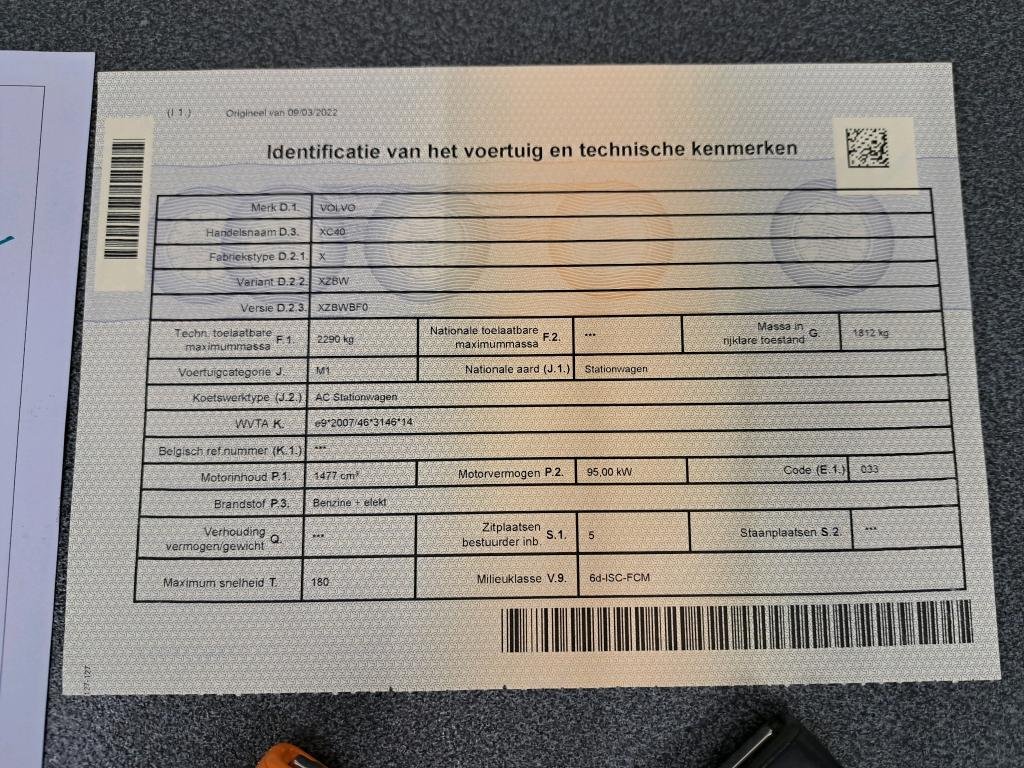 (I 1.) Origineel van 09/03/2022
Identificatie van het voertuig en technische kenmerken
Merk D.1. VOLVO
Handelsnaam D.3. XC40
Fabriekstype D.2.1. X
Variant D.2.2. XZBW
Versie D.2.3. XZBWBF0
Techn. toelaatbare maximummassa F.1. 2290 kg Nationale toelaatbare maximummassa F.2. *** Massa in rijklare toestand G. 1812 kg
Voertuigcategorie J. M1 Nationale aard (J.1.) Stationwagen
Koetswerktype (J.2.) AC Stationwagen
WVTA K. e9*2007/46*3146*14
Belgisch ref.nummer (K.1.) ***
Motorinhoud P.1. 1477 cm³ Motorvermogen P.2. 95,00 kW Code (E.1.) 033
Brandstof P.3. Benzine + elekt
Verhouding vermogen/gewicht Q. *** Zitplaatsen bestuurder inb. S.1. 5 Staanplaatsen S.2. ***
Maximum snelheid T. 180 Milieuklasse V.9. 6d-ISC-FCM